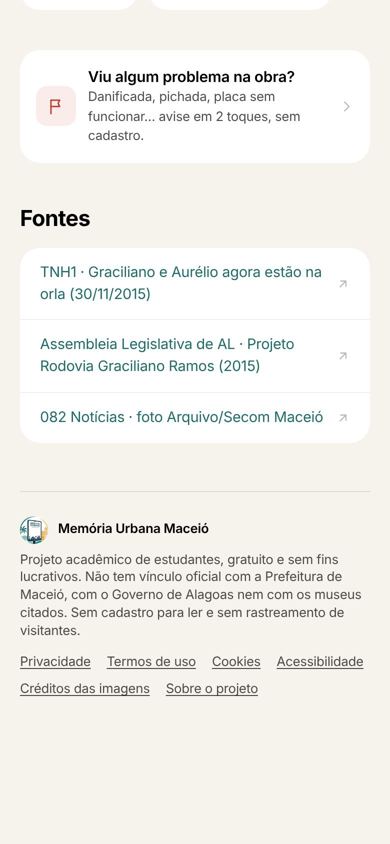 Viu algum problema na obra?
Danificada, pichada, placa sem
funcionar... avise em 2 toques, sem
cadastro.
Fontes
TNH1 · Graciliano e Aurélio agora estão na
orla (30/11/2015)
Assembleia Legislativa de AL · Projeto
Rodovia Graciliano Ramos (2015)
082 Notícias · foto Arquivo/Secom Maceió
Memória Urbana Maceió
Projeto acadêmico de estudantes, gratuito e sem fins
lucrativos. Não tem vínculo oficial com a Prefeitura de
Maceió, com o Governo de Alagoas nem com os museus
citados. Sem cadastro para ler e sem rastreamento de
visitantes.
Privacidade Termos de uso Cookies Acessibilidade
Créditos das imagens Sobre o projeto